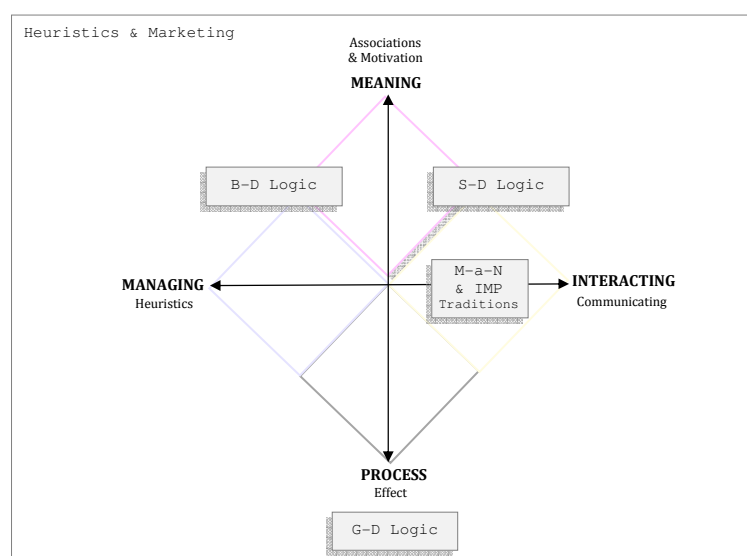 Heuristics & Marketing
Associations
& Motivation
MEANING
B-D Logic
S-D Logic
MANAGING
Heuristics
M-a-N
& IMP
Traditions
INTERACTING
Communicating
PROCESS
Effect
G-D Logic